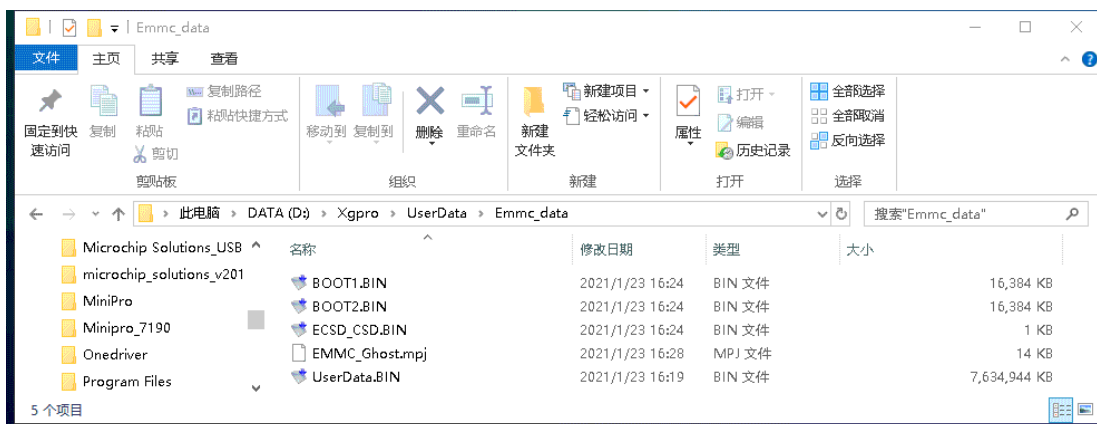 Emmc_data
文件 主页 共享 查看
固定到快速访问 复制 粘贴 复制路径 粘贴快捷方式 剪切
移动到 复制到 删除 重命名
新建文件夹 新建项目 轻松访问
属性 打开 编辑 历史记录
全部选择 全部取消 反向选择
剪贴板 组织 新建 打开 选择
此电脑 > DATA (D:) > Xgpro > UserData > Emmc_data 搜索"Emmc_data"
Microchip Solutions_USB
microchip_solutions_v201
MiniPro
Minipro_7190
Onedriver
Program Files
名称 修改日期 类型 大小
BOOT1.BIN 2021/1/23 16:24 BIN 文件 16,384 KB
BOOT2.BIN 2021/1/23 16:24 BIN 文件 16,384 KB
ECSD_CSD.BIN 2021/1/23 16:24 BIN 文件 1 KB
EMMC_Ghost.mpj 2021/1/23 16:28 MPJ 文件 14 KB
UserData.BIN 2021/1/23 16:19 BIN 文件 7,634,944 KB
5 个项目